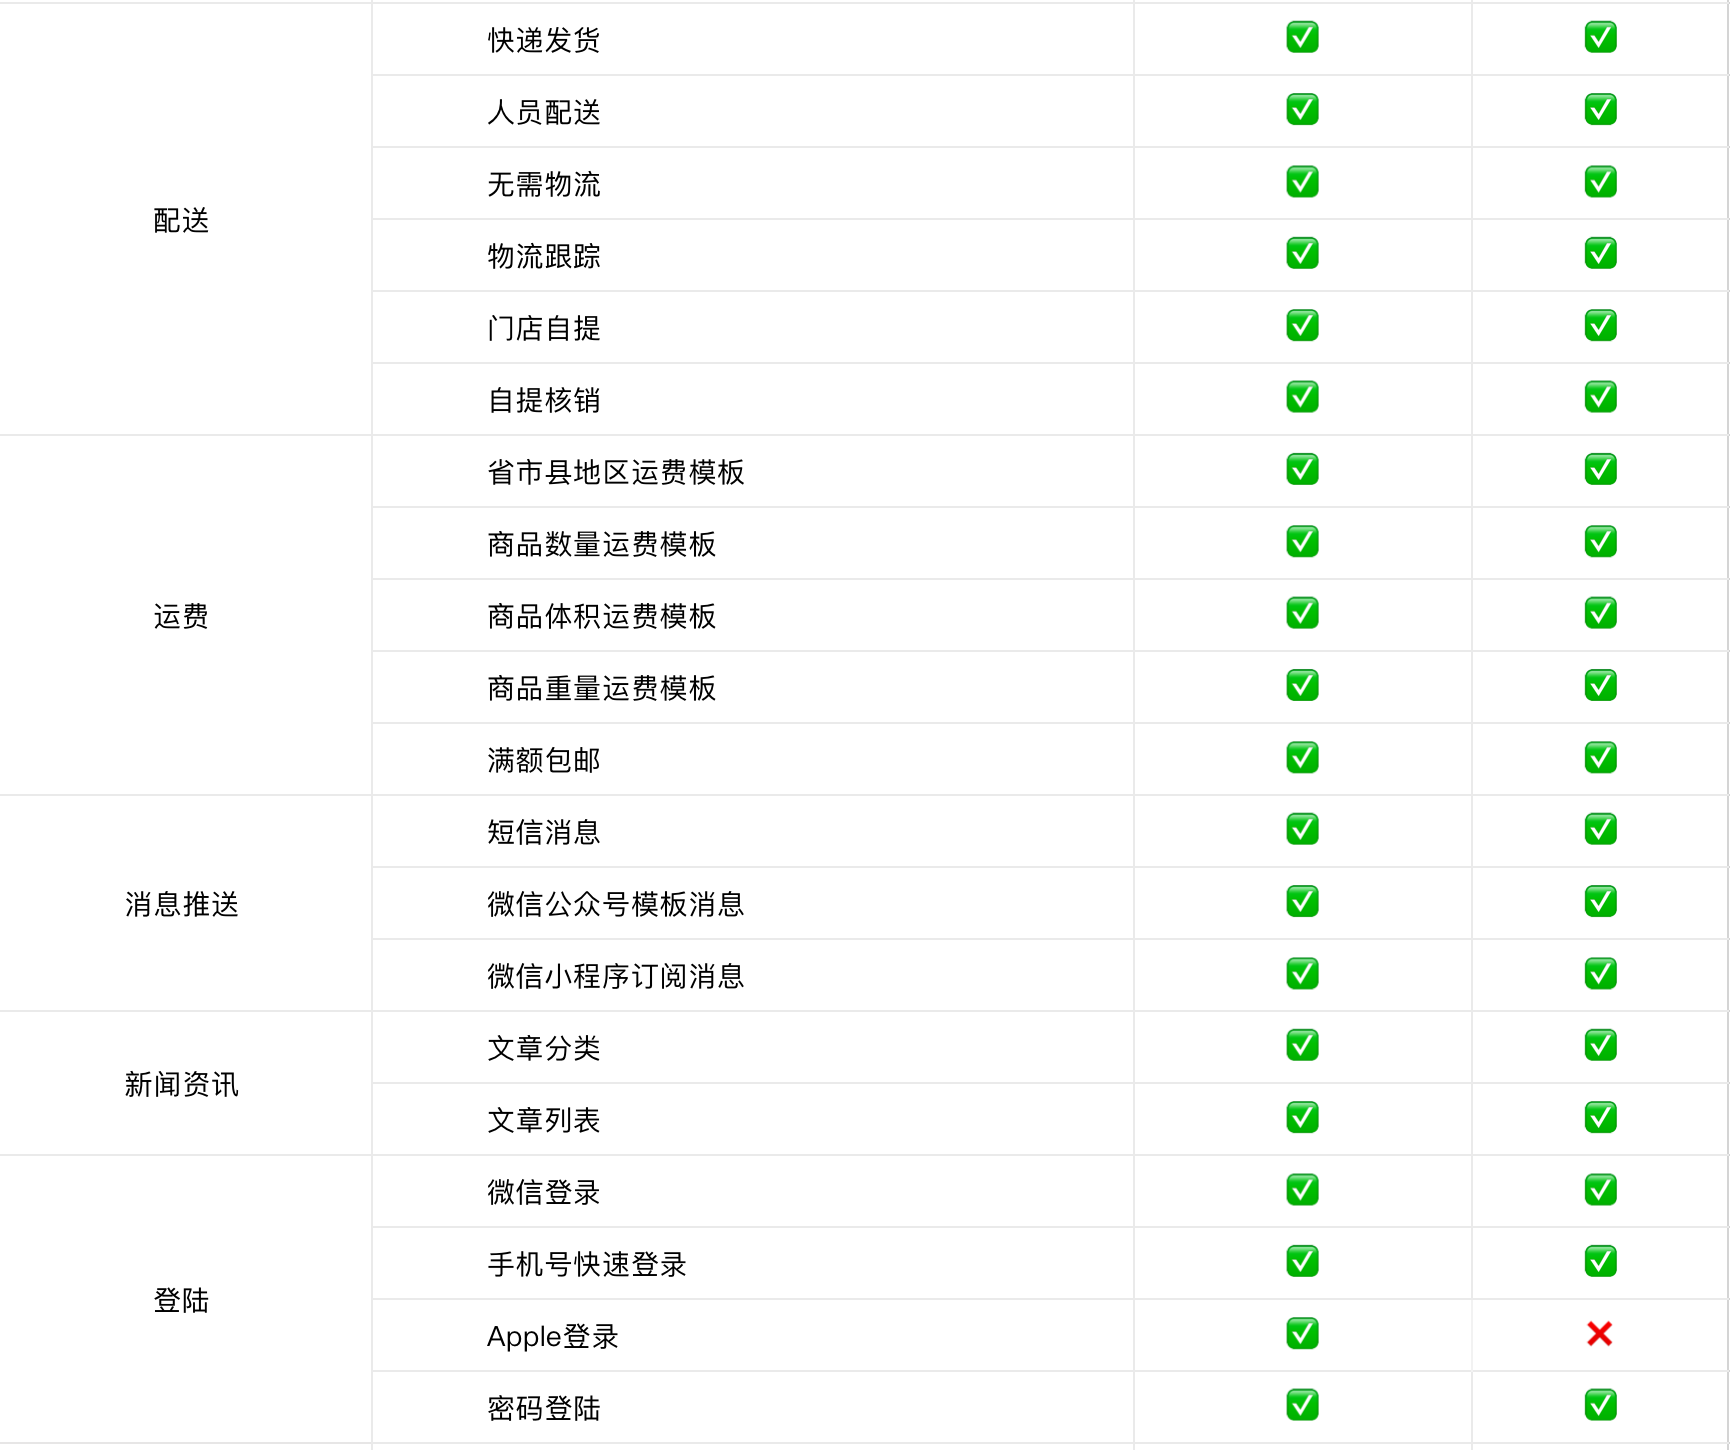 配送
快递发货 ✅ ✅
人员配送 ✅ ✅
无需物流 ✅ ✅
物流跟踪 ✅ ✅
门店自提 ✅ ✅
自提核销 ✅ ✅
运费
省市县地区运费模板 ✅ ✅
商品数量运费模板 ✅ ✅
商品体积运费模板 ✅ ✅
商品重量运费模板 ✅ ✅
满额包邮 ✅ ✅
消息推送
短信消息 ✅ ✅
微信公众号模板消息 ✅ ✅
微信小程序订阅消息 ✅ ✅
新闻资讯
文章分类 ✅ ✅
文章列表 ✅ ✅
登陆
微信登录 ✅ ✅
手机号快速登录 ✅ ✅
Apple登录 ✅ ❌
密码登陆 ✅ ✅